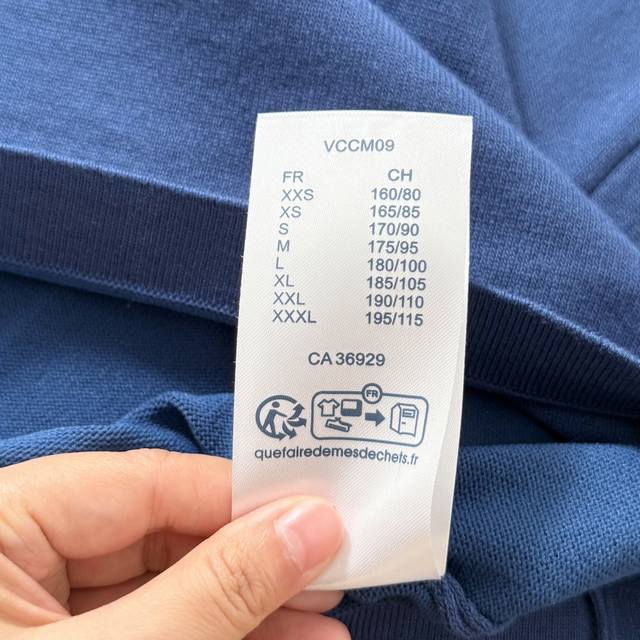 VCCM09
FR CH
XXS 160/80
XS 165/85
S 170/90
M 175/95
L 180/100
XL 185/105
XXL 190/110
XXXL 195/115
CA 36929
FR
quefairedemesdechets.fr